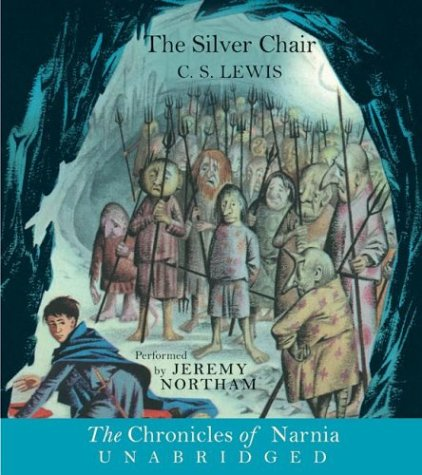 The Silver Chair
C. S. LEWIS
Performed
by JEREMY
NORTHAM
The Chronicles of Narnia
UNABRIDGED